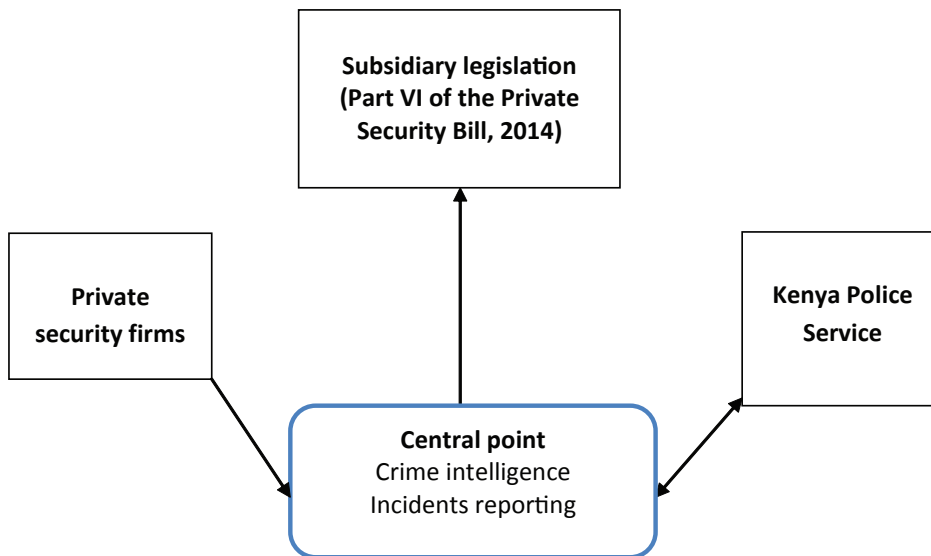 Subsidiary legislation
(Part VI of the Private
Security Bill, 2014)
Private
security firms
Kenya Police
Service
Central point
Crime intelligence
Incidents reporting